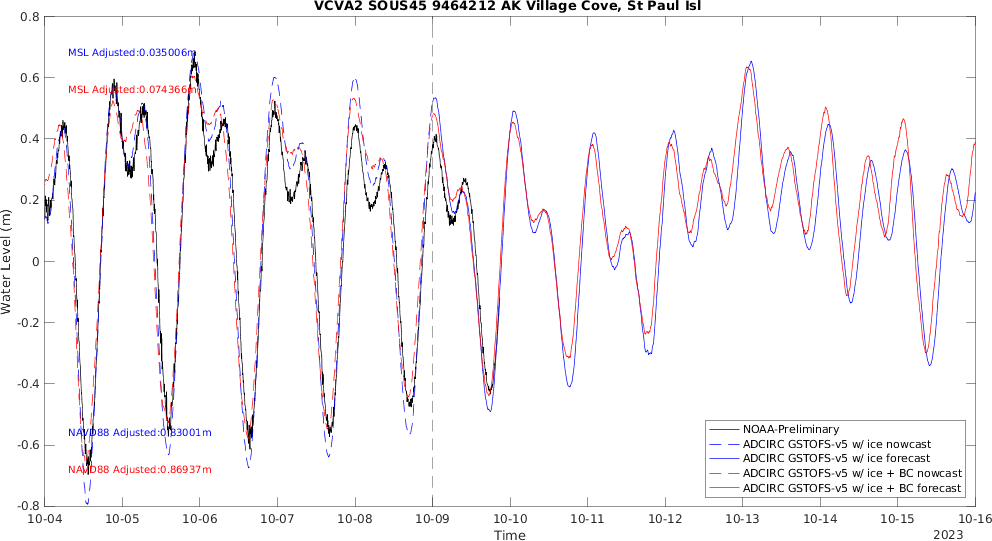 VCVA2 SOUS45 9464212 AK Village Cove, St Paul Isl
0.8
0.6
0.4
0.2
0
-0.2
-0.4
-0.6
-0.8
Water Level (m)
MSL Adjusted:0.035006m
MSL Adjusted:0.074366m
NAVD88 Adjusted:0.83001m
NAVD88 Adjusted:0.86937m
NOAA-Preliminary
ADCIRC GSTOFS-v5 w/ ice nowcast
ADCIRC GSTOFS-v5 w/ ice forecast
ADCIRC GSTOFS-v5 w/ ice + BC nowcast
ADCIRC GSTOFS-v5 w/ ice + BC forecast
10-04 10-05 10-06 10-07 10-08 10-09 10-10 10-11 10-12 10-13 10-14 10-15 10-16
Time
2023